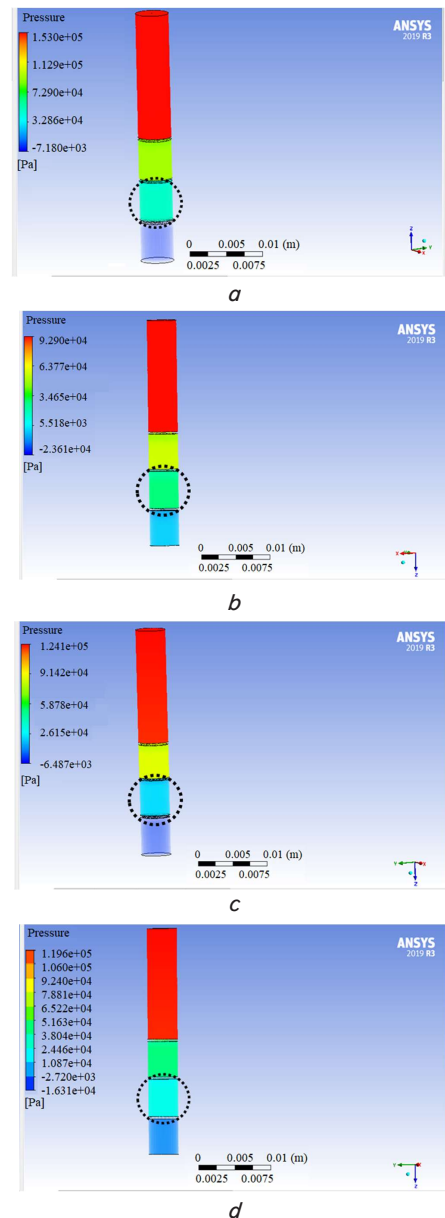 Pressure
1.530e+05
1.129e+05
7.290e+04
3.286e+04
-7.180e+03
[Pa]
ANSYS
2019 R3
0 0.005 0.01 (m)
0.0025 0.0075
Z
Y
X
a
Pressure
9.290e+04
6.377e+04
3.465e+04
5.518e+03
-2.361e+04
[Pa]
ANSYS
2019 R3
0 0.005 0.01 (m)
0.0025 0.0075
X
Z
b
Pressure
1.241e+05
9.142e+04
5.878e+04
2.615e+04
-6.487e+03
[Pa]
ANSYS
2019 R3
0 0.005 0.01 (m)
0.0025 0.0075
Y X
Z
c
Pressure
1.196e+05
1.060e+05
9.240e+04
7.881e+04
6.522e+04
5.163e+04
3.804e+04
2.446e+04
1.087e+04
-2.720e+03
-1.631e+04
[Pa]
ANSYS
2019 R3
0 0.005 0.01 (m)
0.0025 0.0075
Y X
Z
d